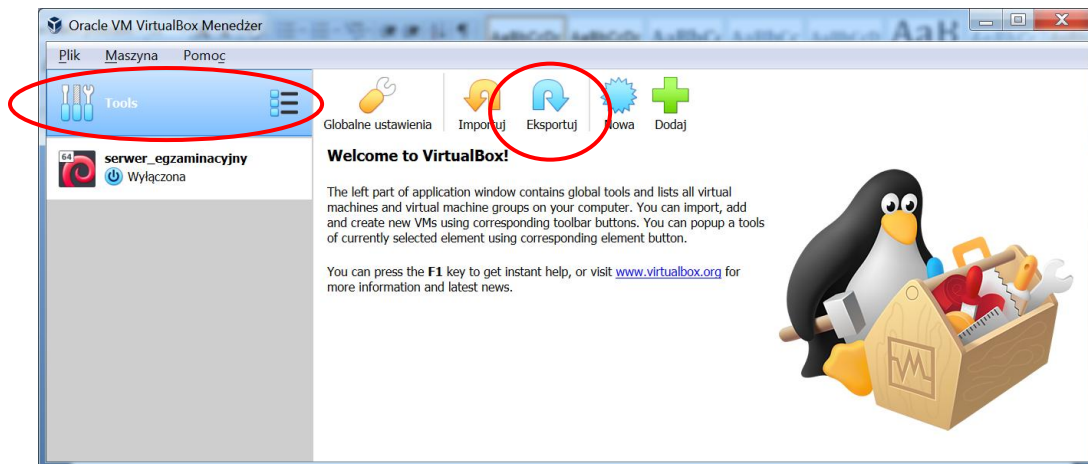 Oracle VM VirtualBox Menedżer
Plik Maszyna Pomoc
Tools
Globalne ustawienia Importuj Eksportuj Nowa Dodaj
64
serwer_egzaminacyjny
Wyłączona
Welcome to VirtualBox!
The left part of application window contains global tools and lists all virtual
machines and virtual machine groups on your computer. You can import, add
and create new VMs using corresponding toolbar buttons. You can popup a tools
of currently selected element using corresponding element button.
You can press the F1 key to get instant help, or visit www.virtualbox.org for
more information and latest news.